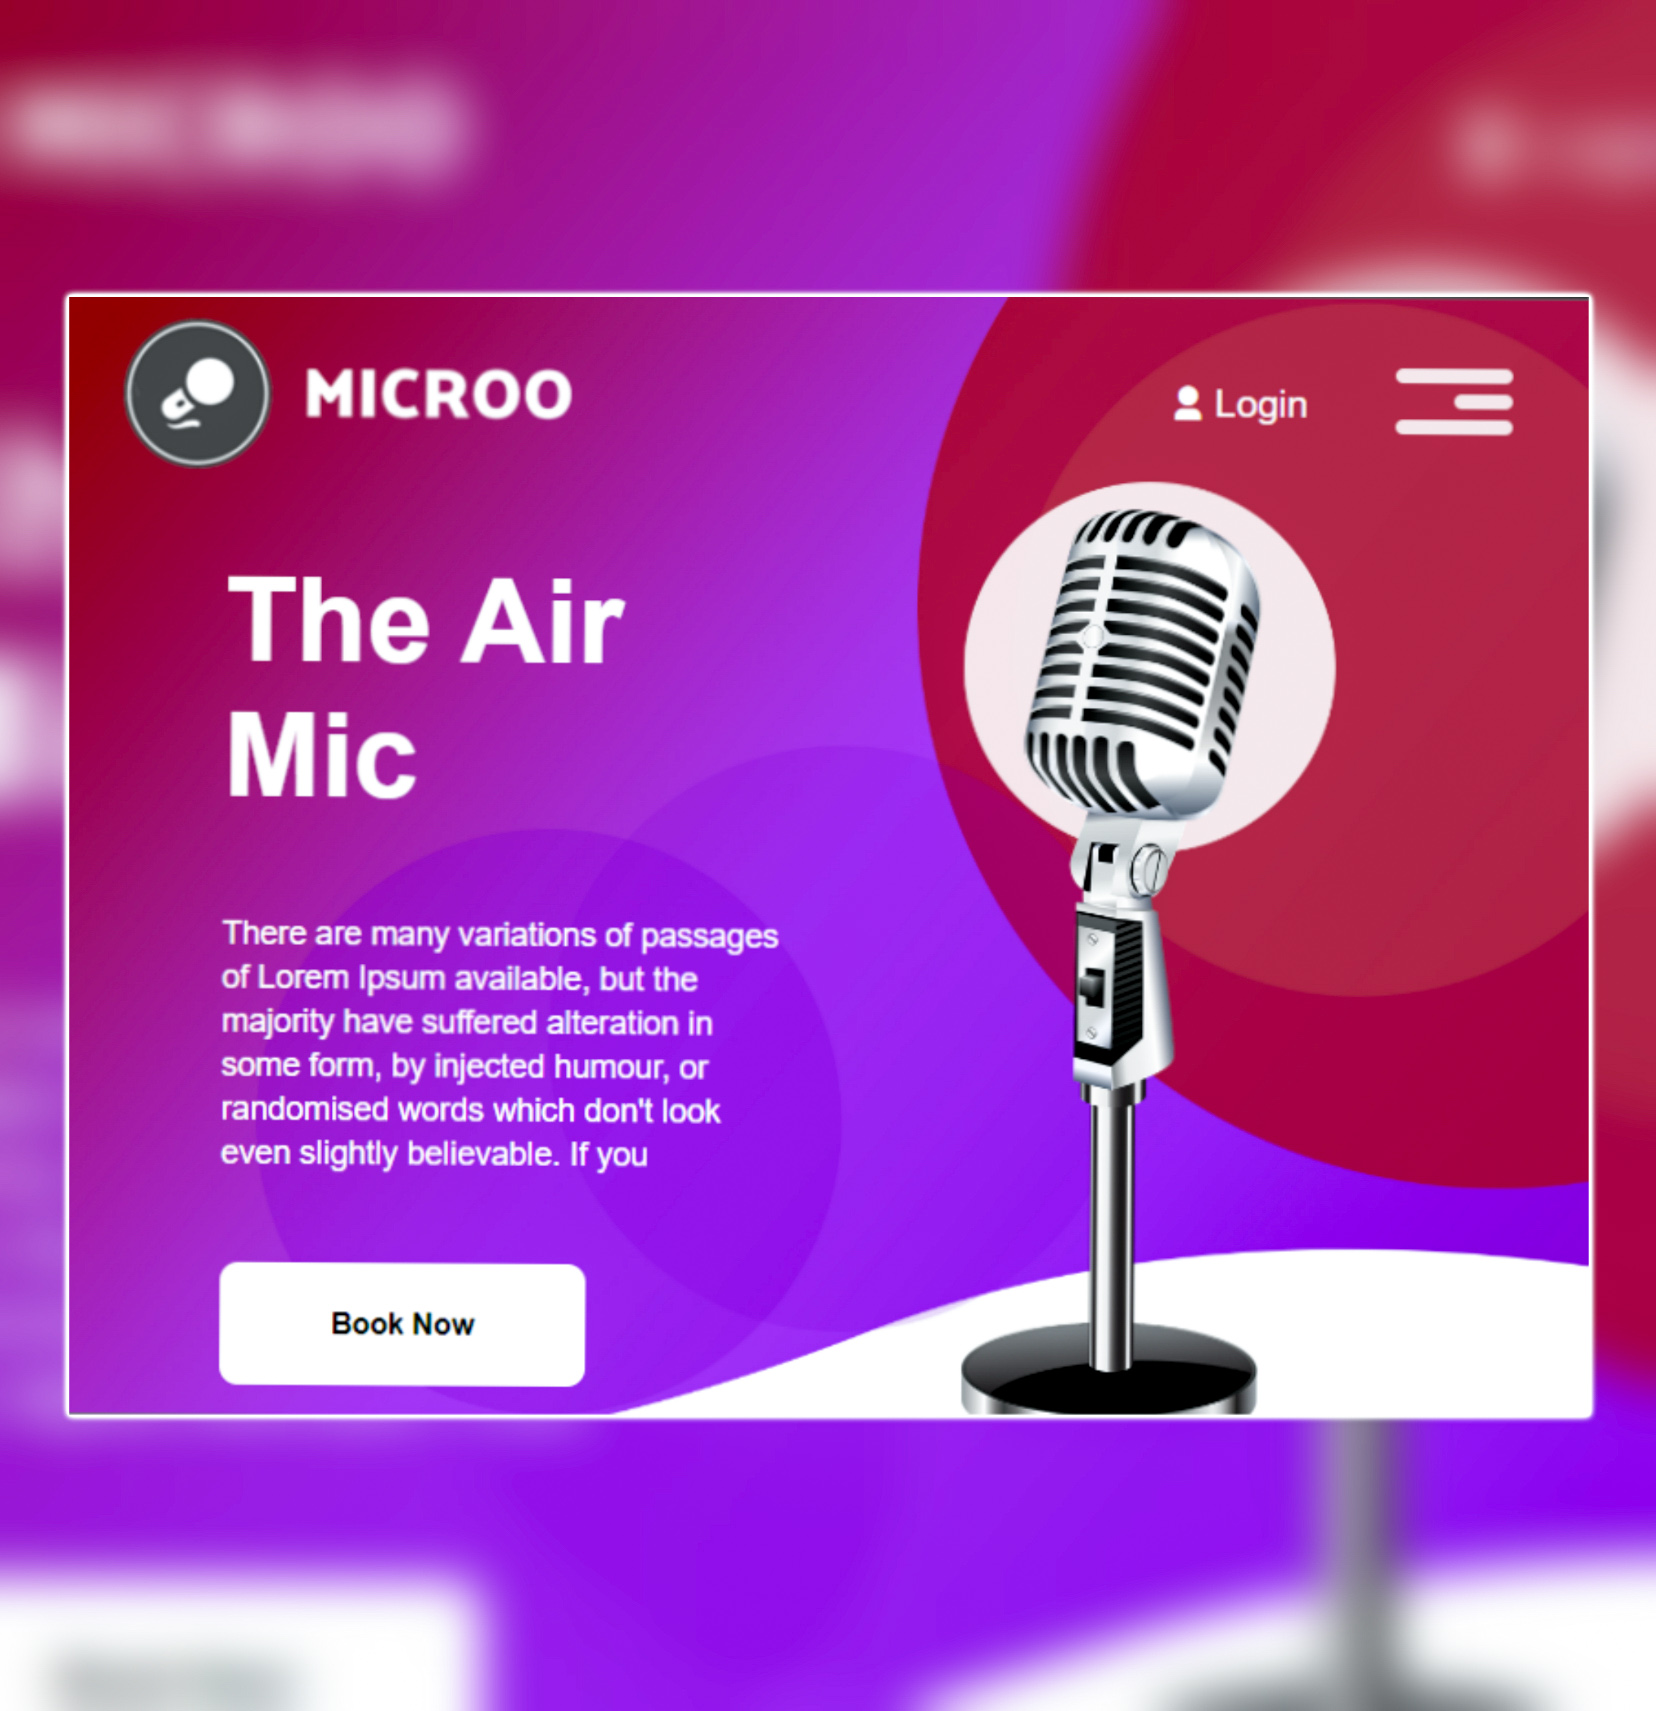 MICROO
Login
The Air
Mic
There are many variations of passages
of Lorem Ipsum available, but the
majority have suffered alteration in
some form, by injected humour, or
randomised words which don't look
even slightly believable. If you
Book Now